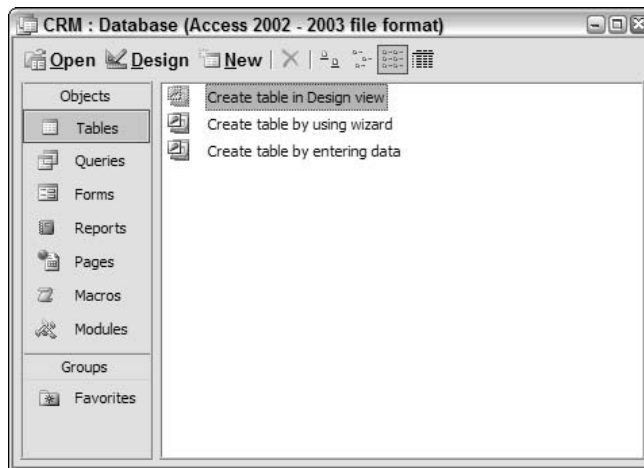 CRM : Database (Access 2002 - 2003 file format)
Open Design New
Objects
Tables
Queries
Forms
Reports
Pages
Macros
Modules
Groups
Favorites
Create table in Design view
Create table by using wizard
Create table by entering data